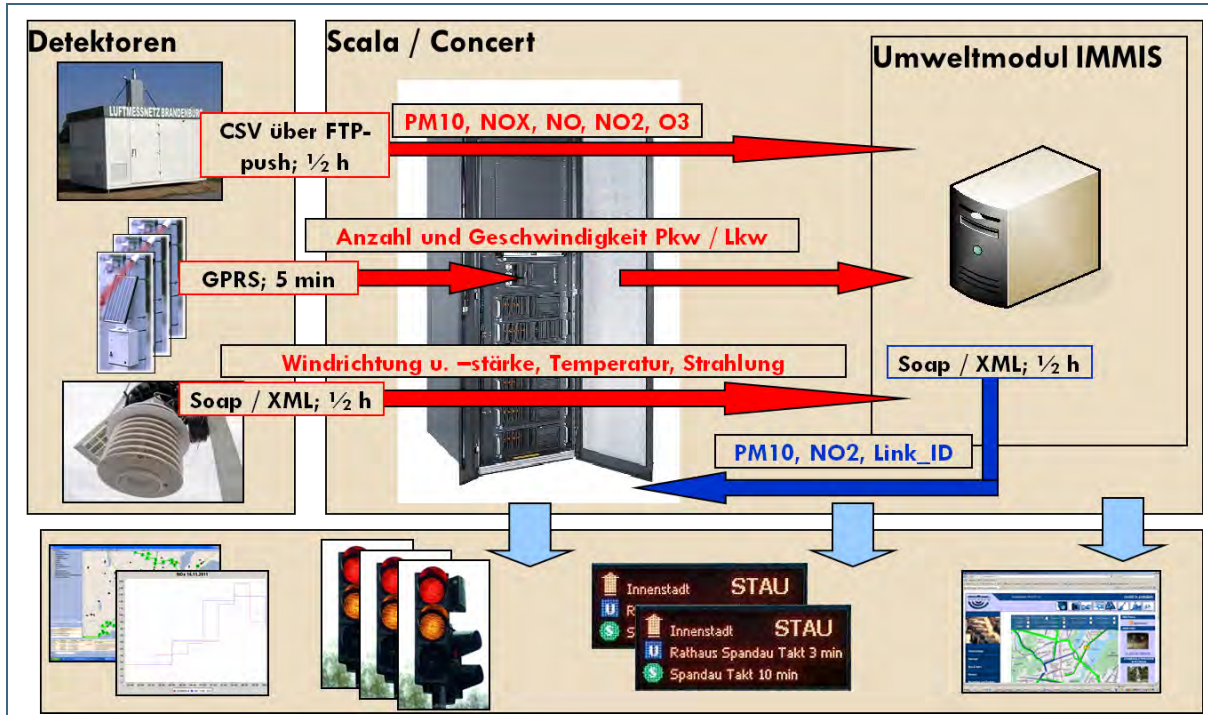 Detektoren
Scala / Concert
Umweltmodul IMMIS
LUFTMESSNETZ BRANDENBURG
CSV über FTP-
push; ½ h
PM10, NOX, NO, NO2, O3
Anzahl und Geschwindigkeit Pkw / Lkw
GPRS; 5 min
Windrichtung u. –stärke, Temperatur, Strahlung
Soap / XML; ½ h
Soap / XML; ½ h
PM10, NO2, Link_ID
Innenstadt STAU
U R
S S
Innenstadt STAU
U Rathaus Spandau Takt 3 min
S Spandau Takt 10 min